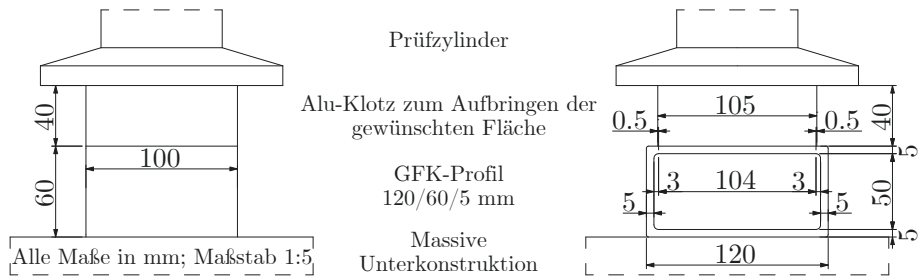 Prüfzylinder
Alu-Klotz zum Aufbringen der
gewünschten Fläche
GFK-Profil
120/60/5 mm
Massive
Unterkonstruktion
40
60
100
Alle Maße in mm; Maßstab 1:5
105
0.5
0.5
40
5
3
104
3
50
5
5
5
120